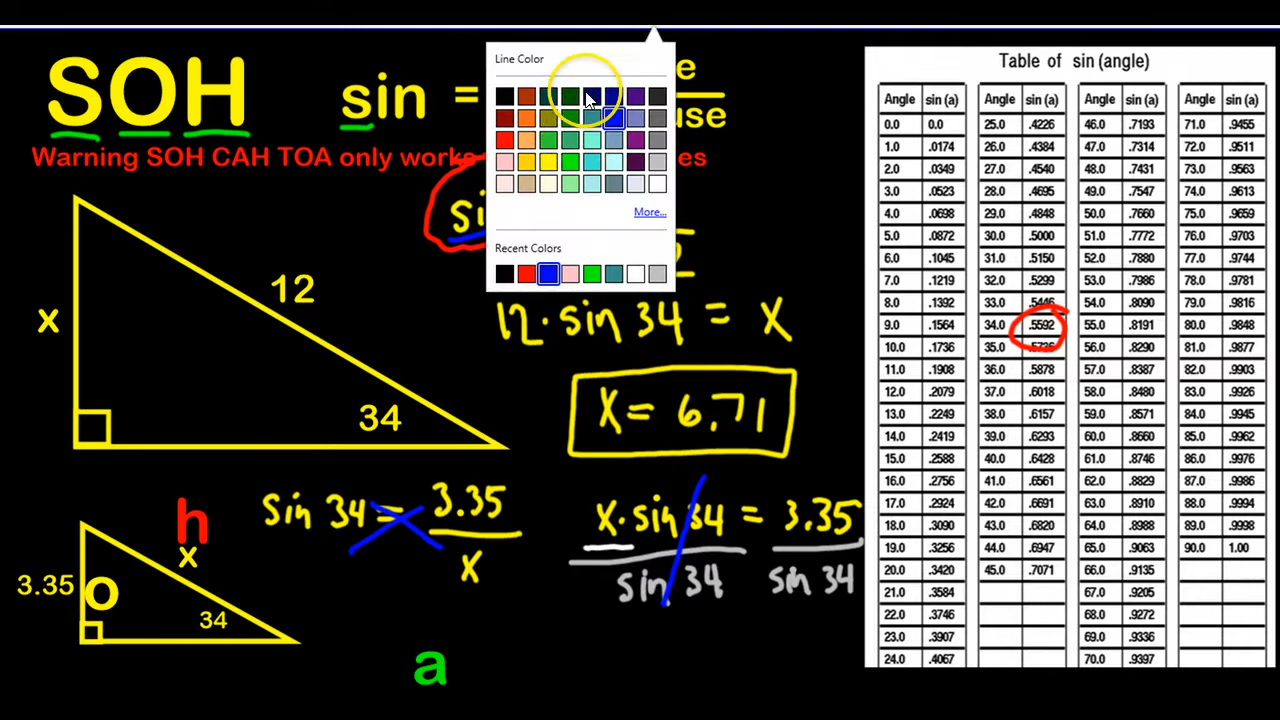 SOH
sin =
e
use
Warning SOH CAH TOA only works
es
Line Color
More...
Recent Colors
si
12
x
34
12·sin 34 = X
X = 6.71
sin 34 = 3.35
x
x·sin 34 = 3.35
sin 34 sin 34
h
x
3.35
O
34
a
Table of sin (angle)
Angle sin (a) Angle sin (a) Angle sin (a) Angle sin (a)
0.0 0.0 25.0 .4226 46.0 .7193 71.0 .9455
1.0 .0174 26.0 .4384 47.0 .7314 72.0 .9511
2.0 .0349 27.0 .4540 48.0 .7431 73.0 .9563
3.0 .0523 28.0 .4695 49.0 .7547 74.0 .9613
4.0 .0698 29.0 .4848 50.0 .7660 75.0 .9659
5.0 .0872 30.0 .5000 51.0 .7772 76.0 .9703
6.0 .1045 31.0 .5150 52.0 .7880 77.0 .9744
7.0 .1219 32.0 .5299 53.0 .7986 78.0 .9781
8.0 .1392 33.0 .5446 54.0 .8090 79.0 .9816
9.0 .1564 34.0 .5592 55.0 .8191 80.0 .9848
10.0 .1736 35.0 .5736 56.0 .8290 81.0 .9877
11.0 .1908 36.0 .5878 57.0 .8387 82.0 .9903
12.0 .2079 37.0 .6018 58.0 .8480 83.0 .9926
13.0 .2249 38.0 .6157 59.0 .8571 84.0 .9945
14.0 .2419 39.0 .6293 60.0 .8660 85.0 .9962
15.0 .2588 40.0 .6428 61.0 .8746 86.0 .9976
16.0 .2756 41.0 .6561 62.0 .8829 87.0 .9986
17.0 .2924 42.0 .6691 63.0 .8910 88.0 .9994
18.0 .3090 43.0 .6820 64.0 .8988 89.0 .9998
19.0 .3256 44.0 .6947 65.0 .9063 90.0 1.00
20.0 .3420 45.0 .7071 66.0 .9135
21.0 .3584 67.0 .9205
22.0 .3746 68.0 .9272
23.0 .3907 69.0 .9336
24.0 .4067 70.0 .9397